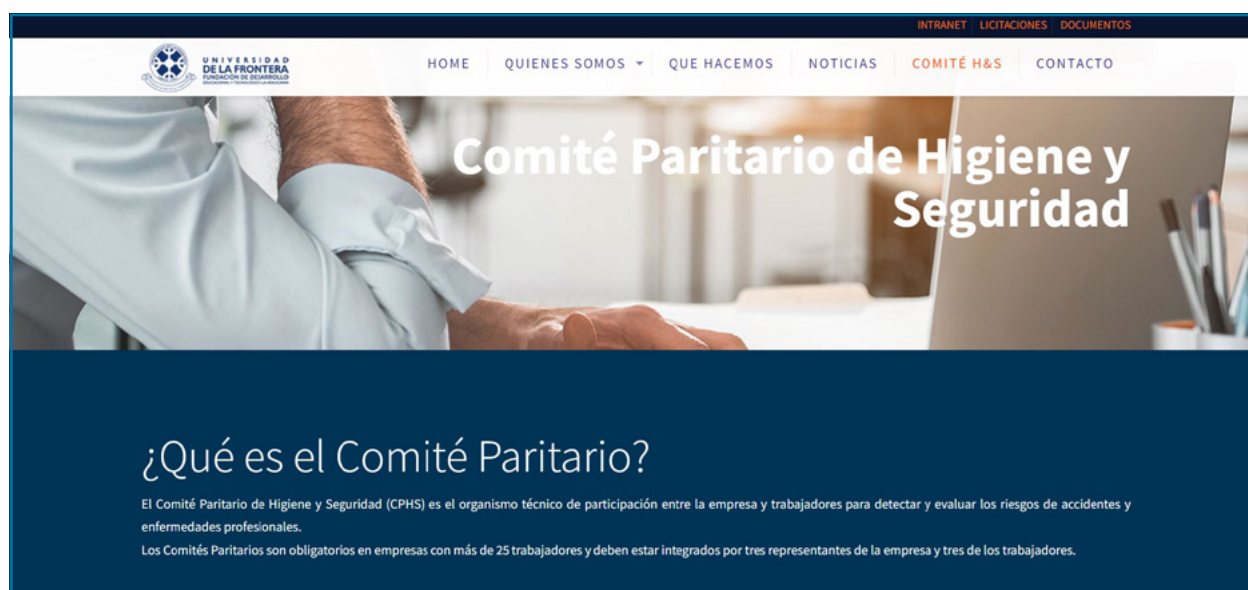 INTRANET LICITACIONES DOCUMENTOS
UNIVERSIDAD
DE LA FRONTERA
FUNDACIÓN DE DESARROLLO
EDUCACIONAL Y TECNOLÓGICO LA ARAUCANÍA
HOME QUIENES SOMOS QUE HACEMOS NOTICIAS COMITÉ H&S CONTACTO
Comité Paritario de Higiene y
Seguridad
¿Qué es el Comité Paritario?
El Comité Paritario de Higiene y Seguridad (CPHS) es el organismo técnico de participación entre la empresa y trabajadores para detectar y evaluar los riesgos de accidentes y
enfermedades profesionales.
Los Comités Paritarios son obligatorios en empresas con más de 25 trabajadores y deben estar integrados por tres representantes de la empresa y tres de los trabajadores.